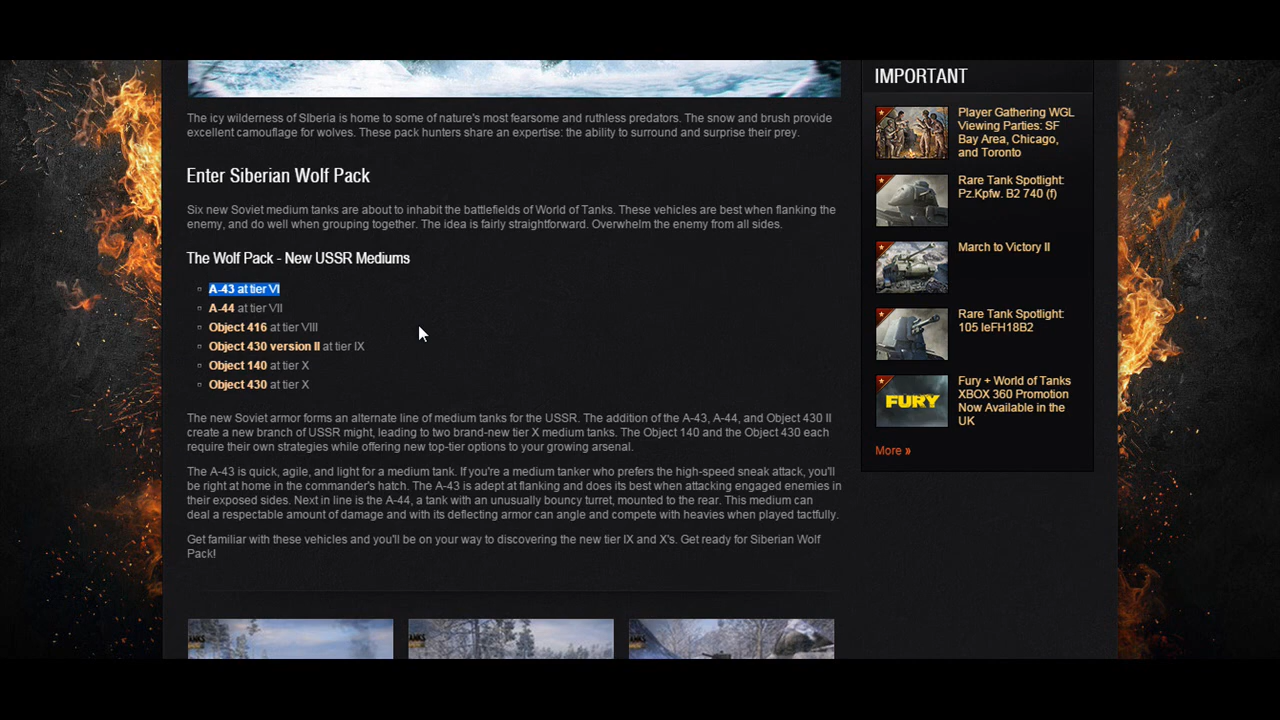 The icy wilderness of SIberia is home to some of nature's most fearsome and ruthless predators. The snow and brush provide
excellent camouflage for wolves. These pack hunters share an expertise: the ability to surround and surprise their prey.
Enter Siberian Wolf Pack
Six new Soviet medium tanks are about to inhabit the battlefields of World of Tanks. These vehicles are best when flanking the
enemy, and do well when grouping together. The idea is fairly straightforward. Overwhelm the enemy from all sides.
The Wolf Pack - New USSR Mediums
A-43 at tier VI
A-44 at tier VII
Object 416 at tier VIII
Object 430 version II at tier IX
Object 140 at tier X
Object 430 at tier X
The new Soviet armor forms an alternate line of medium tanks for the USSR. The addition of the A-43, A-44, and Object 430 II
create a new branch of USSR might, leading to two brand-new tier X medium tanks. The Object 140 and the Object 430 each
require their own strategies while offering new top-tier options to your growing arsenal.
The A-43 is quick, agile, and light for a medium tank. If you're a medium tanker who prefers the high-speed sneak attack, you'll
be right at home in the commander's hatch. The A-43 is adept at flanking and does its best when attacking engaged enemies in
their exposed sides. Next in line is the A-44, a tank with an unusually bouncy turret, mounted to the rear. This medium can
deal a respectable amount of damage and with its deflecting armor can angle and compete with heavies when played tactfully.
Get familiar with these vehicles and you'll be on your way to discovering the new tier IX and X's. Get ready for Siberian Wolf
Pack!
IMPORTANT
Player Gathering WGL
Viewing Parties: SF
Bay Area, Chicago,
and Toronto
Rare Tank Spotlight:
Pz.Kpfw. B2 740 (f)
March to Victory II
Rare Tank Spotlight:
105 leFH18B2
FURY
Fury + World of Tanks
XBOX 360 Promotion
Now Available in the
UK
More »